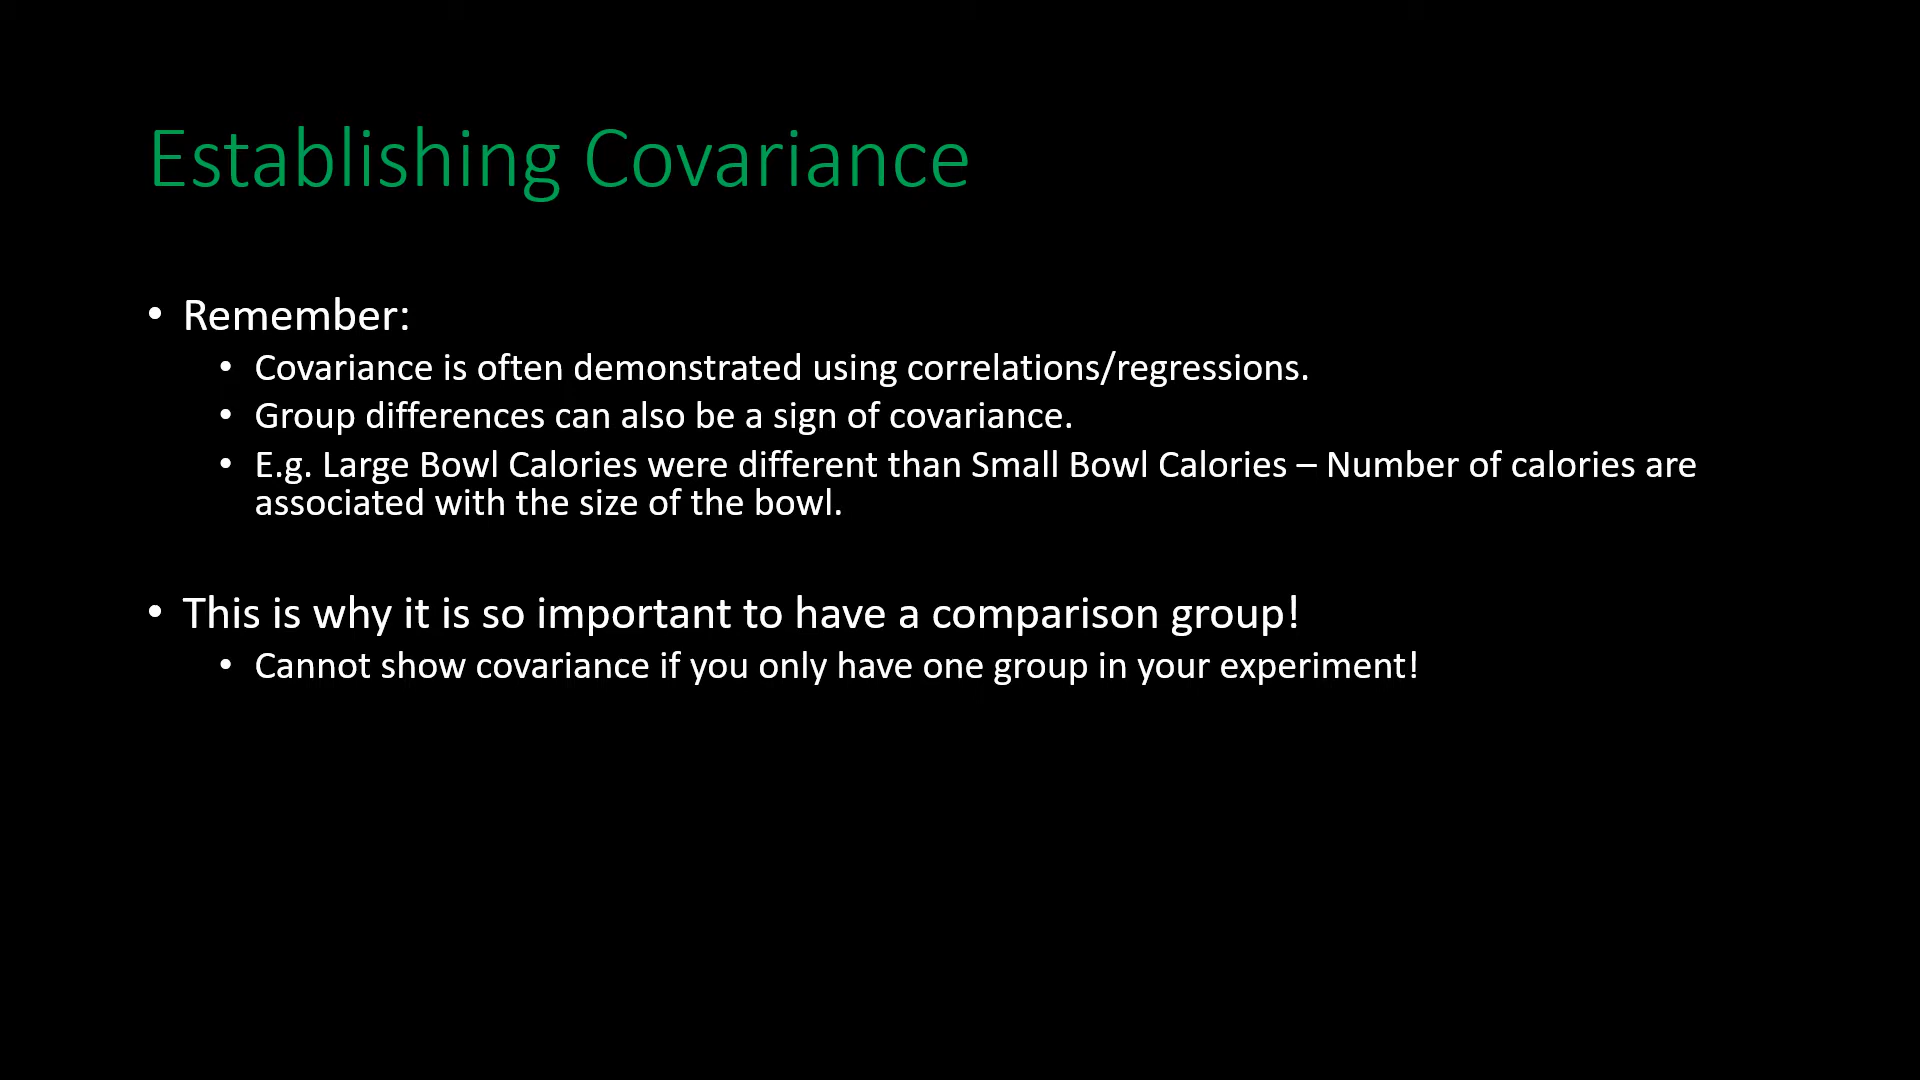 Establishing Covariance
• Remember:
• Covariance is often demonstrated using correlations/regressions.
• Group differences can also be a sign of covariance.
• E.g. Large Bowl Calories were different than Small Bowl Calories – Number of calories are
associated with the size of the bowl.
• This is why it is so important to have a comparison group!
• Cannot show covariance if you only have one group in your experiment!